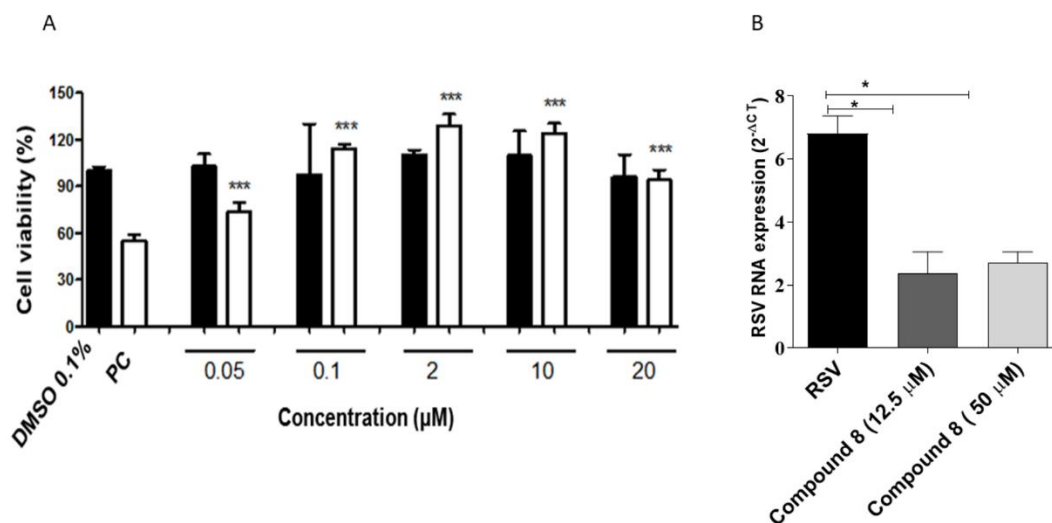 A
Cell viability (%)
150
120
90
60
30
0
***
***
***
***
***
DMSO 0.1%
PC
0.05
0.1
2
10
20
Concentration (µM)
B
RSV RNA expression (2^-ΔCT)
8
6
4
2
0
*
*
RSV
Compound 8 (12.5 µM)
Compound 8 ( 50 µM)